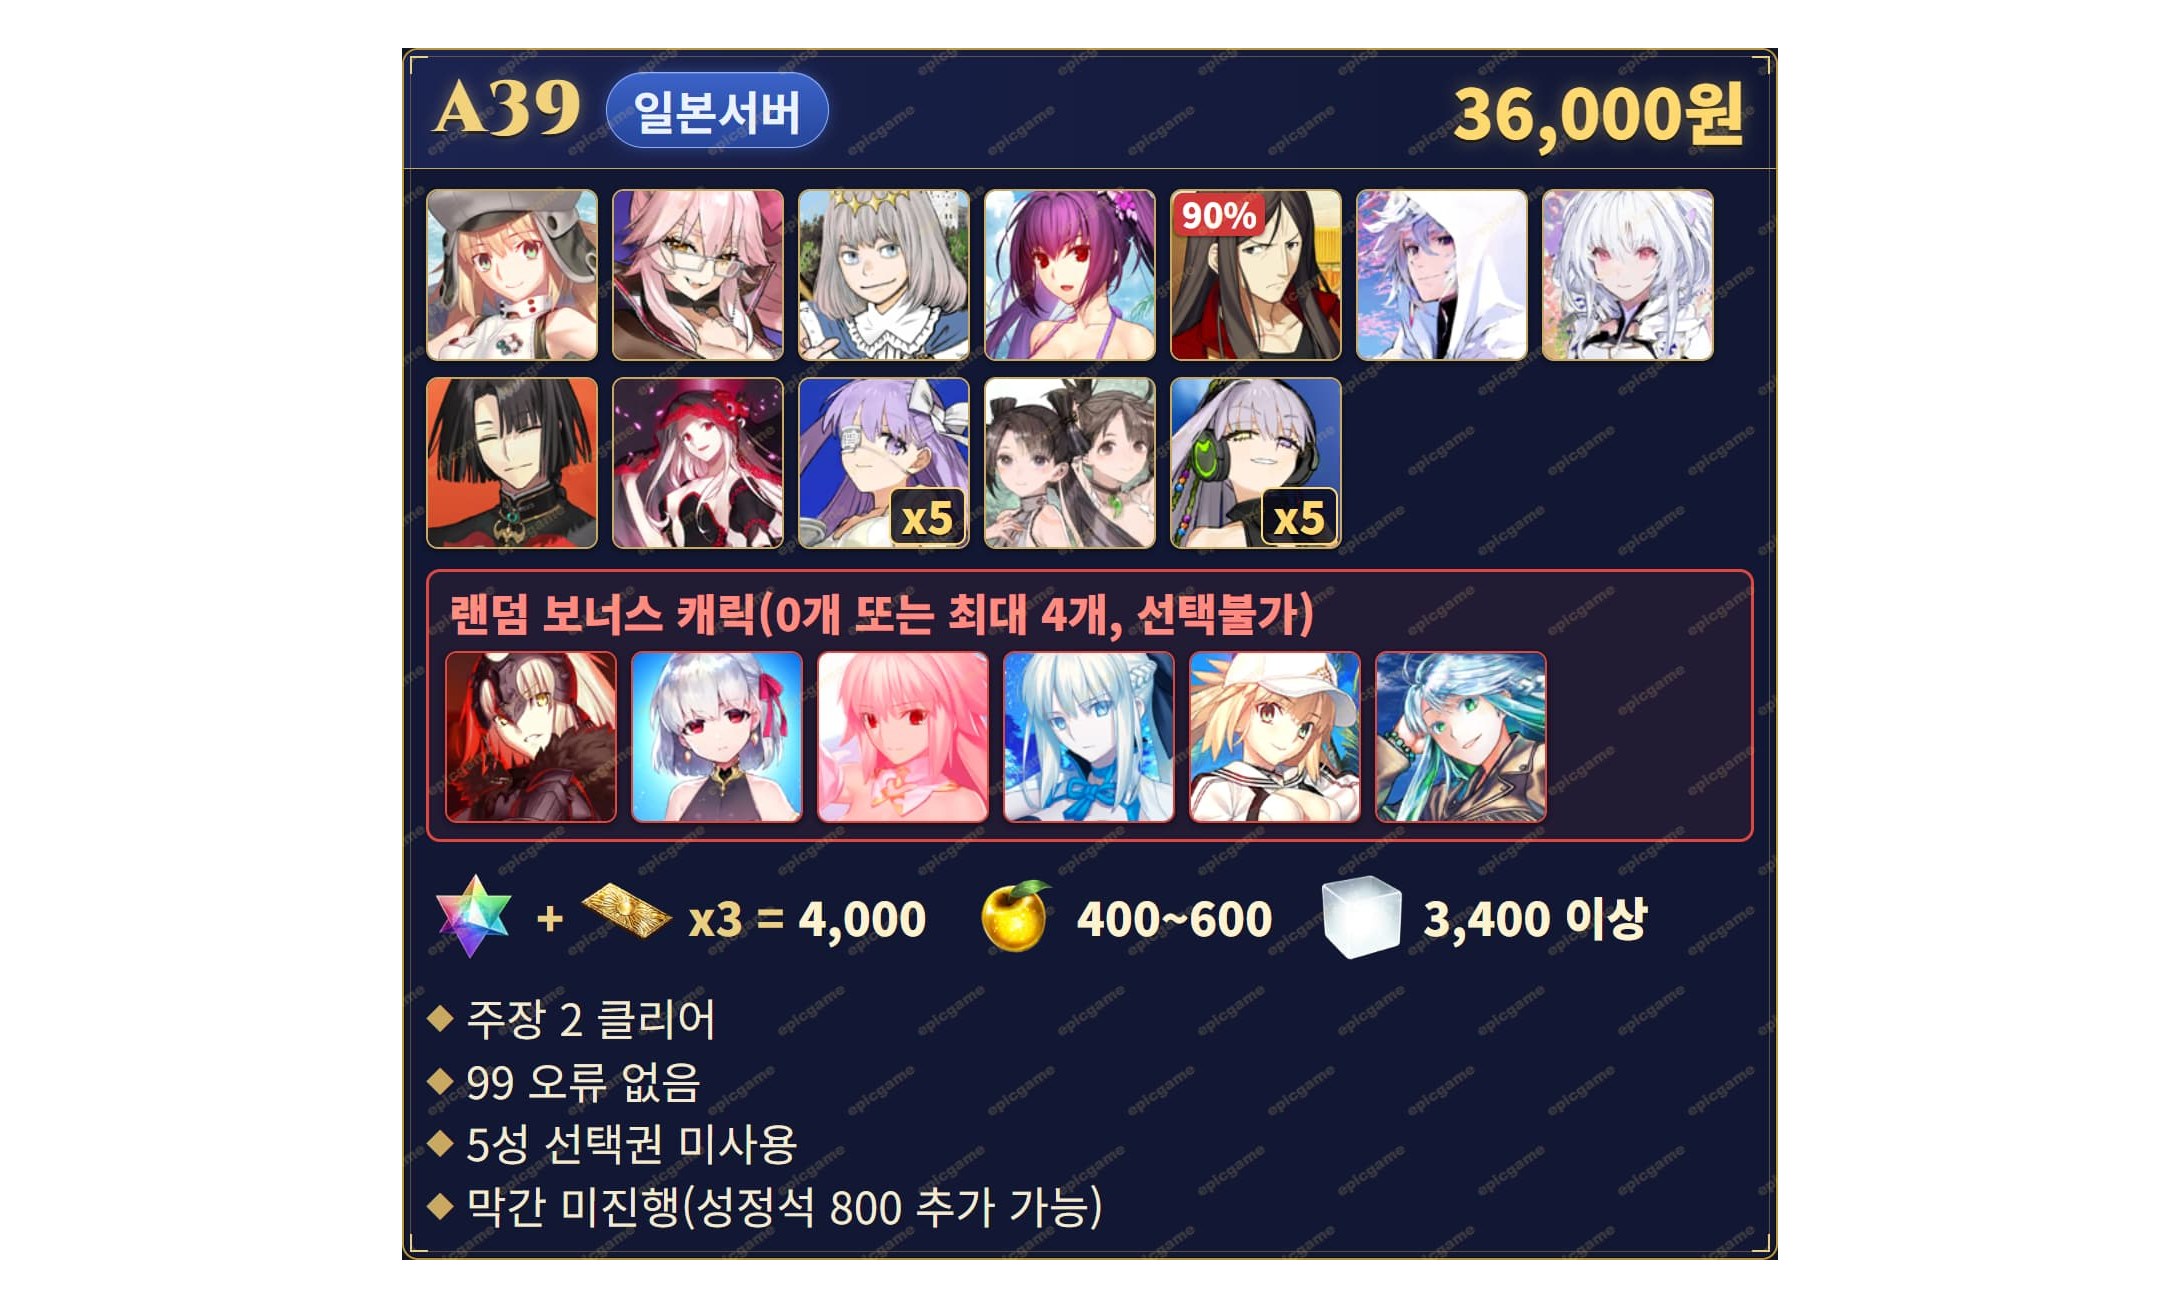 A39 일본서버 36,000원
90%
x5 x5
랜덤 보너스 캐릭(0개 또는 최대 4개, 선택불가)
+ x3 = 4,000 400~600 3,400 이상
주장 2 클리어
99 오류 없음
5성 선택권 미사용
막간 미진행(성정석 800 추가 가능)
epicgame